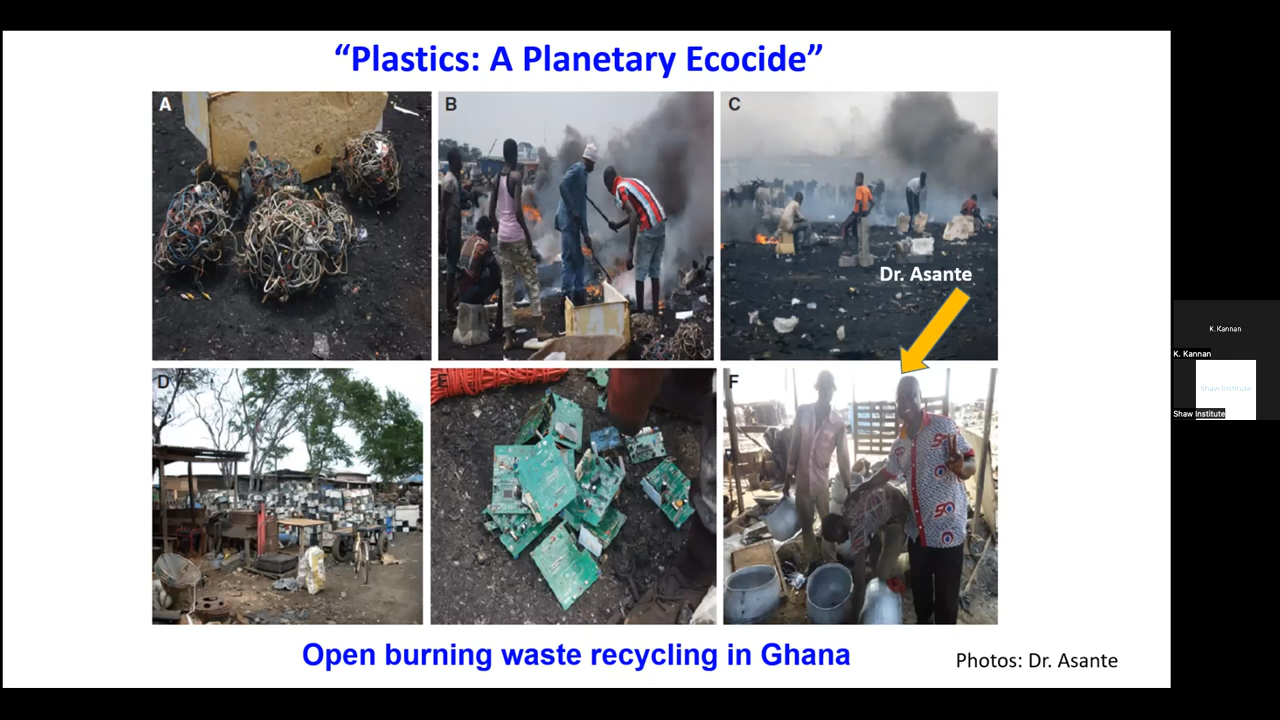 “Plastics: A Planetary Ecocide”
A
B
C
Dr. Asante
D
E
F
Open burning waste recycling in Ghana
Photos: Dr. Asante
K. Kannan
K. Kannan
Shaw Institute
Shaw Institute